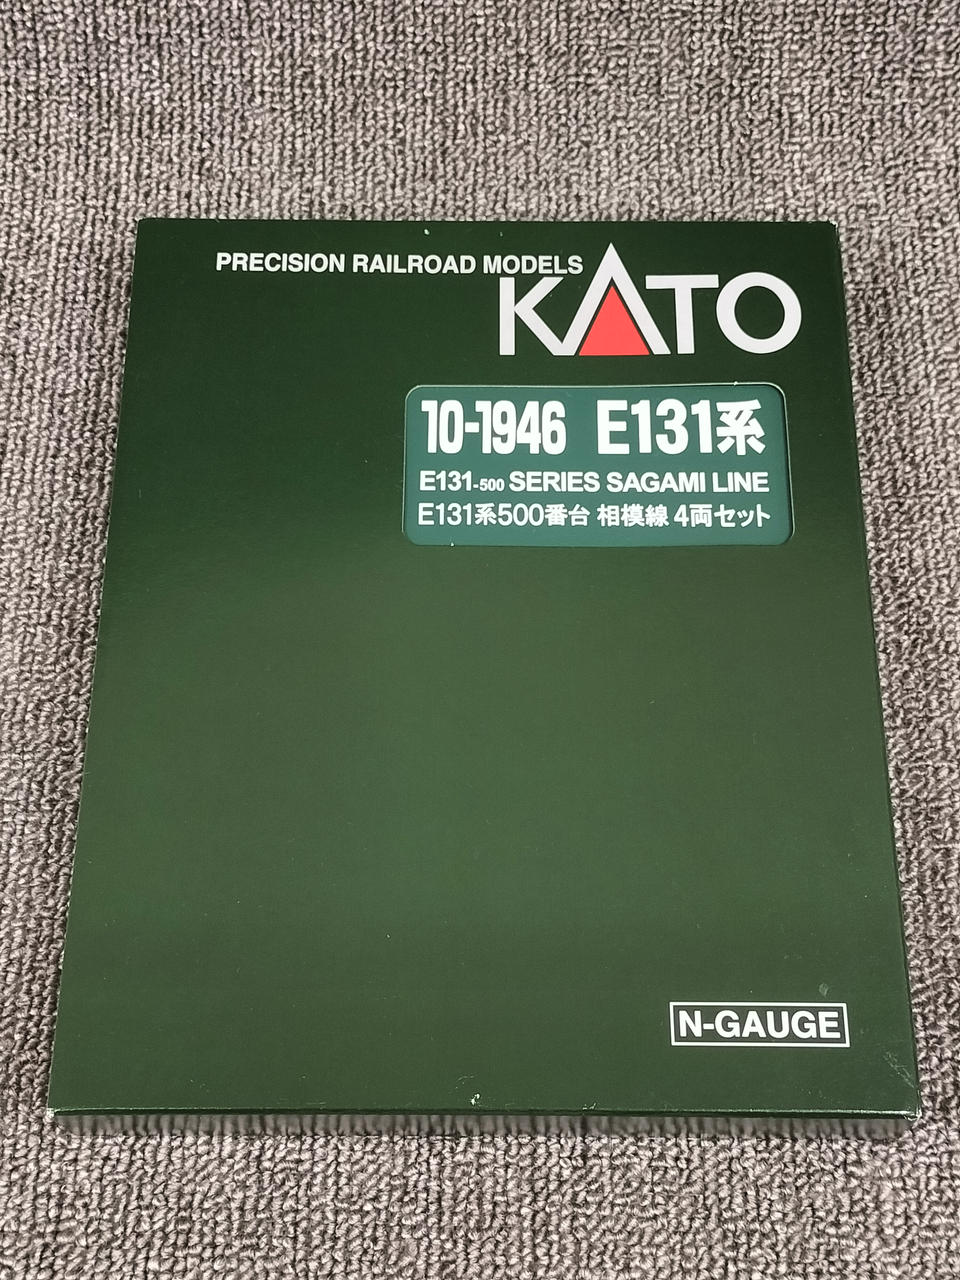 PRECISION RAILROAD MODELS
KATO
10-1946 E131系
E131-500 SERIES SAGAMI LINE
E131系500番台 相模線 4両セット
N-GAUGE